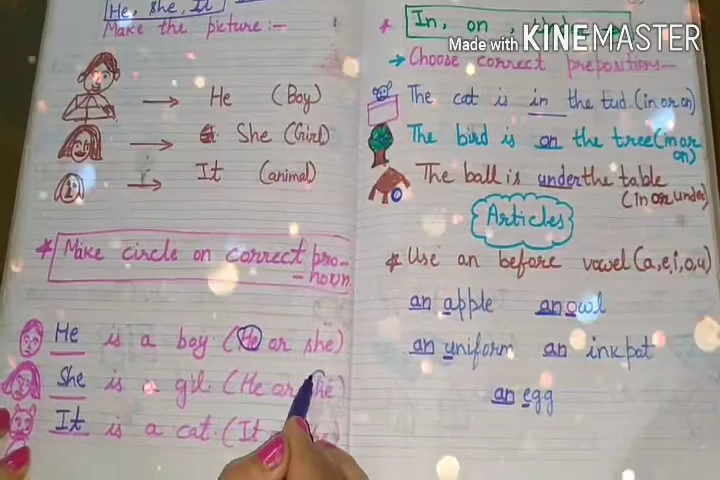 He, She, It
Make the picture:-
→ He (Boy)
→ She (Girl)
→ It (animal)
* Make circle on correct pro-
-noun
He is a boy. (He or she)
She is a gil (He or she)
It is a cat. (It
* In, on,
Made with KINEMASTER
→ Choose correct prepositions-
The cat is in the tud. (in or on)
The bird is on the tree (in or
on)
The ball is under the table
(in or under)
Articles
* Use an before vowel (a, e, i, o, u)
an apple an owl
an uniform an inkpot
an egg